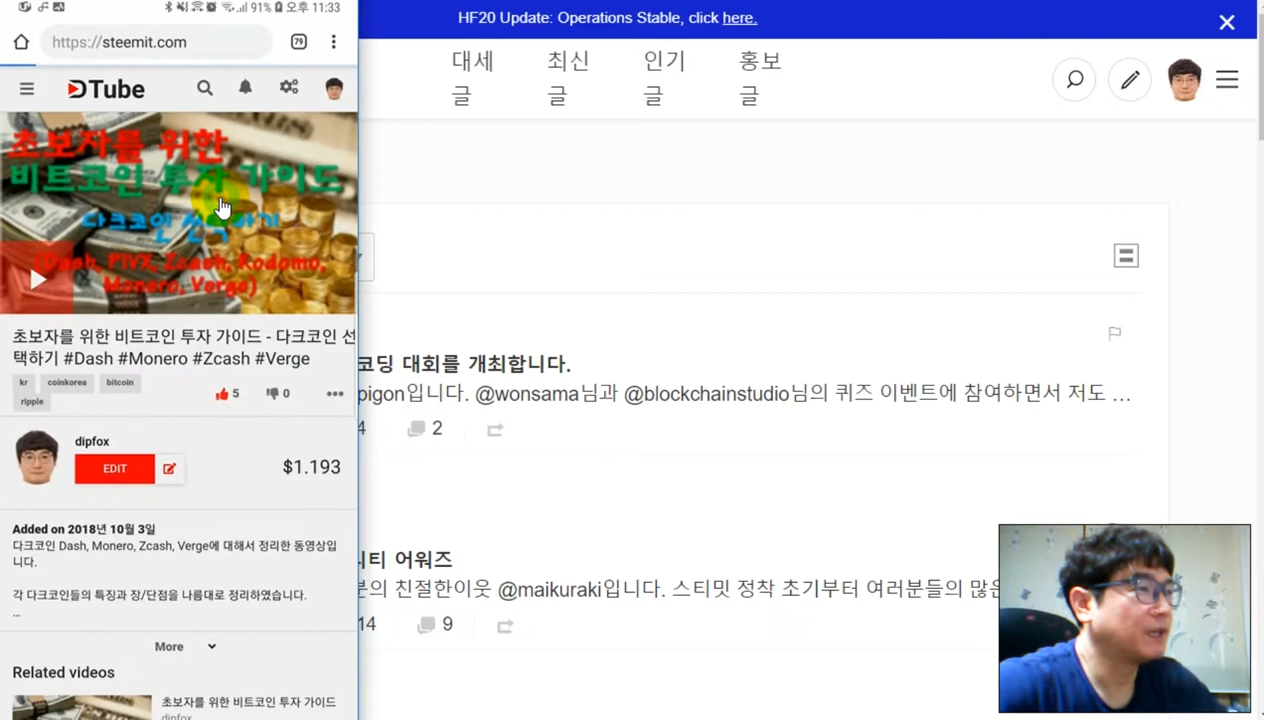 91% 오후 11:33
https://steemit.com
79
DTube
초보자를 위한
비트코인 투자 가이드
다크코인 선택하기
(Dash, PIVX, Zcash, Kodomo,
Monero, Verge)
초보자를 위한 비트코인 투자 가이드 - 다크코인 선
택하기 #Dash #Monero #Zcash #Verge
kr coinkorea bitcoin
ripple
5 0
dipfox
EDIT
$1.193
Added on 2018년 10월 3일
다크코인 Dash, Monero, Zcash, Verge에 대해서 정리한 동영상입
니다.
각 다크코인들의 특징과 장/단점을 나름대로 정리하였습니다.
...
More
Related videos
초보자를 위한 비트코인 투자 가이드
dipfox
HF20 Update: Operations Stable, click here.
대세 최신 인기 홍보
글 글 글 글
코딩 대회를 개최합니다.
pigon입니다. @wonsama님과 @blockchainstudio님의 퀴즈 이벤트에 참여하면서 저도 ...
4 2
티 어워즈
분의 친절한이웃 @maikuraki입니다. 스티밋 정착 초기부터 여러분들의 많은
14 9